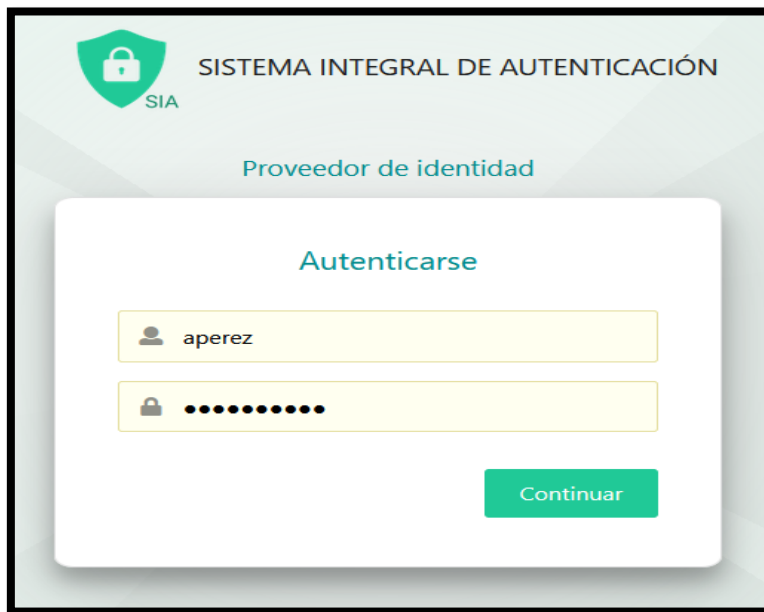 SISTEMA INTEGRAL DE AUTENTICACIÓN
SIA
Proveedor de identidad
Autenticarse
aperez
••••••••••
Continuar